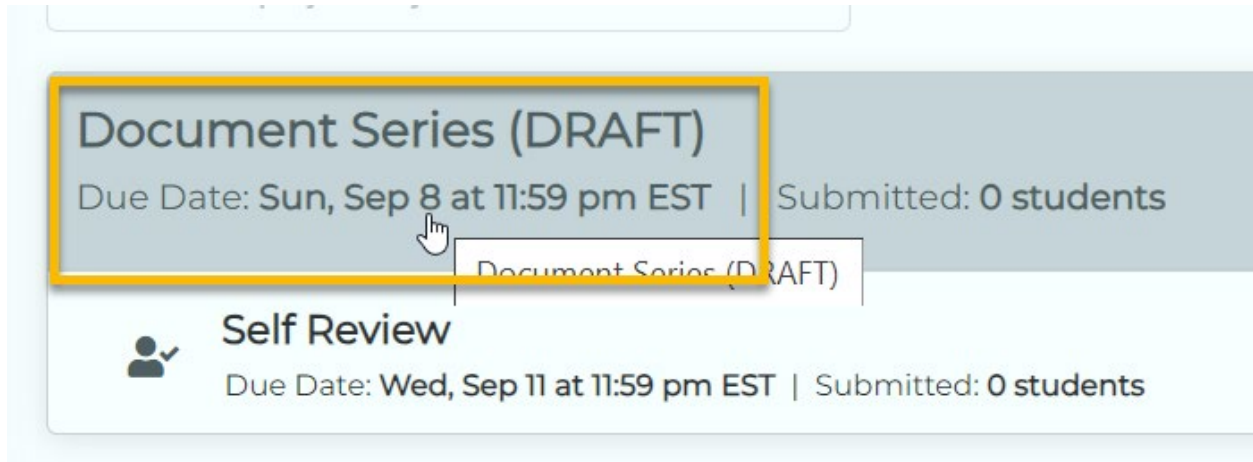 Document Series (DRAFT)
Due Date: Sun, Sep 8 at 11:59 pm EST | Submitted: 0 students
Document Series (DRAFT)
Self Review
Due Date: Wed, Sep 11 at 11:59 pm EST | Submitted: 0 students